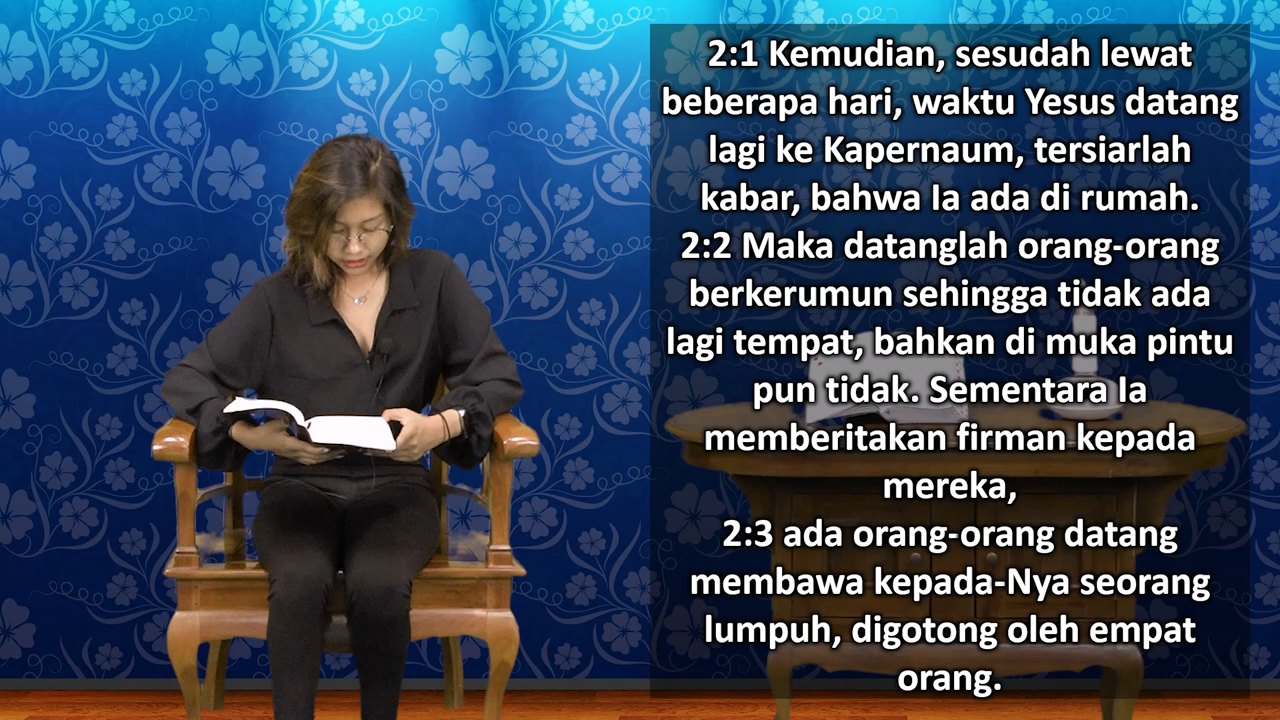 2:1 Kemudian, sesudah lewat
beberapa hari, waktu Yesus datang
lagi ke Kapernaum, tersiarlah
kabar, bahwa Ia ada di rumah.
2:2 Maka datanglah orang-orang
berkerumun sehingga tidak ada
lagi tempat, bahkan di muka pintu
pun tidak. Sementara Ia
memberitakan firman kepada
mereka,
2:3 ada orang-orang datang
membawa kepada-Nya seorang
lumpuh, digotong oleh empat
orang.